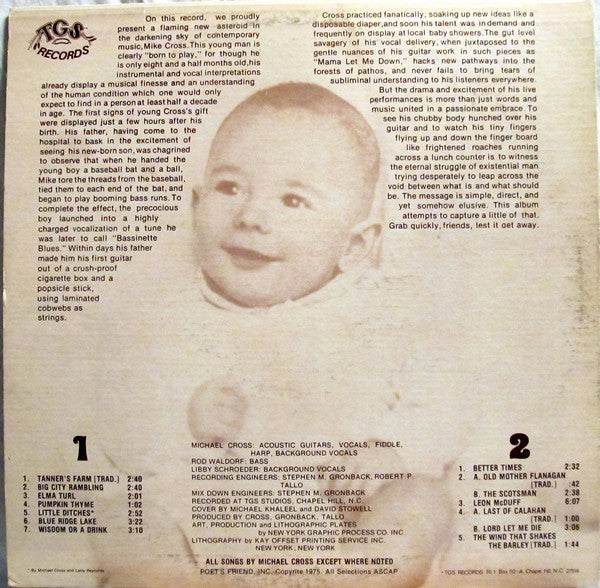 TGS
RECORDS
On this record, we proudly
present a flaming new asteroid in
the darkening sky of contemporary
music, Mike Cross. This young man is
clearly "born to play," for though he
is only eight and a half months old, his
instrumental and vocal interpretations
already display a musical finesse and an understanding
of the human condition which one would only
expect to find in a person at least half a decade
in age. The first signs of young Cross's gift
were displayed just a few hours after his
birth. His father, having come to the
hospital to bask in the excitement of
seeing his new-born son, was chagrined
to observe that when he handed the
young boy a baseball bat and a ball,
Mike tore the threads from the baseball,
tied them to each end of the bat, and
began to play booming bass runs. To
complete the effect, the precocious
boy launched into a highly
charged vocalization of a tune he
was later to call "Bassinette
Blues." Within days his father
made him his first guitar
out of a crush-proof
cigarette box and a
popsicle stick,
using laminated
cobwebs as
strings.
Cross practiced fanatically, soaking up new ideas like a
disposable diaper, and soon his talent was in demand and
frequently on display at local baby showers. The gut level
savagery of his vocal delivery, when juxtaposed to the
gentle nuances of his guitar work in such pieces as
"Mama Let Me Down," hacks new pathways into the
forests of pathos, and never fails to bring tears of
subliminal understanding to his listeners everywhere.
But the drama and excitement of his live
performances is more than just words and
music united in a passionate embrace. To
see his chubby body hunched over his
guitar and to watch his tiny fingers
flying up and down the finger board
like frightened roaches running
across a lunch counter is to witness
the eternal struggle of existential man
trying desperately to leap across the
void between what is and what should
be. The message is simple, direct, and
yet somehow elusive. This album
attempts to capture a little of that.
Grab quickly, friends, lest it get away.
1
1. TANNER'S FARM [TRAD.] 2:40
2. BIG CITY RAMBLING 2:40
3. ELMA TURL 2:01
4. PUMPKIN THYME 1:02
5. LITTLE DITCHES* 2:52
6. BLUE RIDGE LAKE 3:22
7. WISDOM OR A DRINK 3:10
* By Michael Cross and Larry Reynolds
MICHAEL CROSS: ACOUSTIC GUITARS, VOCALS, FIDDLE,
HARP, BACKGROUND VOCALS
ROD WALDORF: BASS
LIBBY SCHROEDER: BACKGROUND VOCALS
RECORDING ENGINEERS: STEPHEN M. GRONBACK, ROBERT P.
TALLO
MIX DOWN ENGINEERS: STEPHEN M. GRONBACK
RECORDED AT TGS STUDIOS, CHAPEL HILL, N.C.
COVER BY MICHAEL KHALEEL and DAVID STOWELL
PRODUCED BY CROSS, GRONBACK, TALLO
ART, PRODUCTION and LITHOGRAPHIC PLATES
by NEW YORK GRAPHIC PROCESS CO. INC
LITHOGRAPHY by KAY OFFSET PRINTING SERVICE INC.
NEW YORK, NEW YORK
ALL SONGS BY MICHAEL CROSS EXCEPT WHERE NOTED
POET'S FRIEND, INC. Copyrite 1975. All Selections ASCAP
2
1. BETTER TIMES 2:32
2. A. OLD MOTHER FLANAGAN
[TRAD.] :42
B. THE SCOTSMAN 2:38
3. LEON McDUFF 6:07
4. A. LAST OF CALAHAN
[TRAD.] 1:00
B. LORD LET ME DIE 3:06
5. THE WIND THAT SHAKES
THE BARLEY [TRAD.] 1:44
* TGS RECORDS Rt. 1 Box 112-A Chapel Hill N.C. 27514